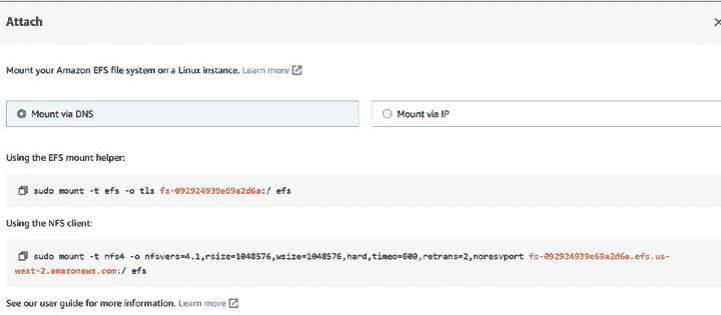 Attach
Mount your Amazon EFS file system on a Linux instance. Learn more
Mount via DNS
Mount via IP
Using the EFS mount helper:
sudo mount -t efs -o tls fs-092924939e69a2d6a:/ efs
Using the NFS client:
sudo mount -t nfs4 -o nfsvers=4.1,rsize=1048576,wsize=1048576,hard,timeo=600,retrans=2,noresvport fs-092924939e69a2d6a.efs.us-
west-2.amazonaws.com:/ efs
See our user guide for more information. Learn more